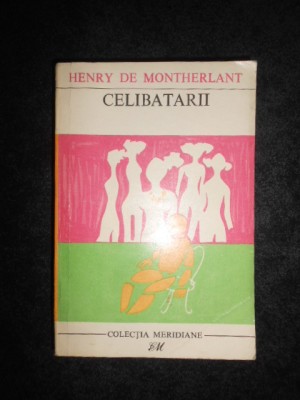 HENRY DE MONTHERLANT
CELIBATARII
COLECȚIA MERIDIANE